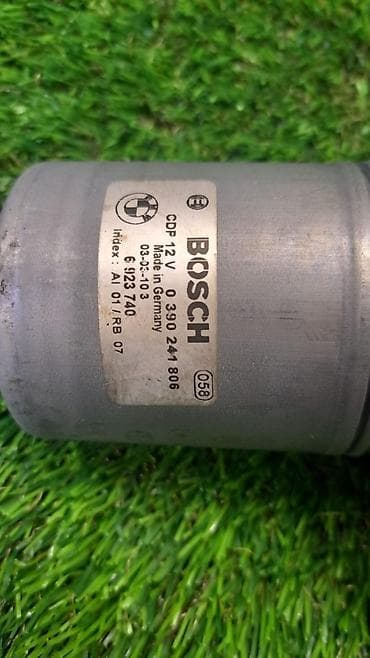 BOSCH
058
CDP 12 V 0 390 241 806
Made in Germany
03-03-10 3
6 923 740
Index : AI 01 / RB 07